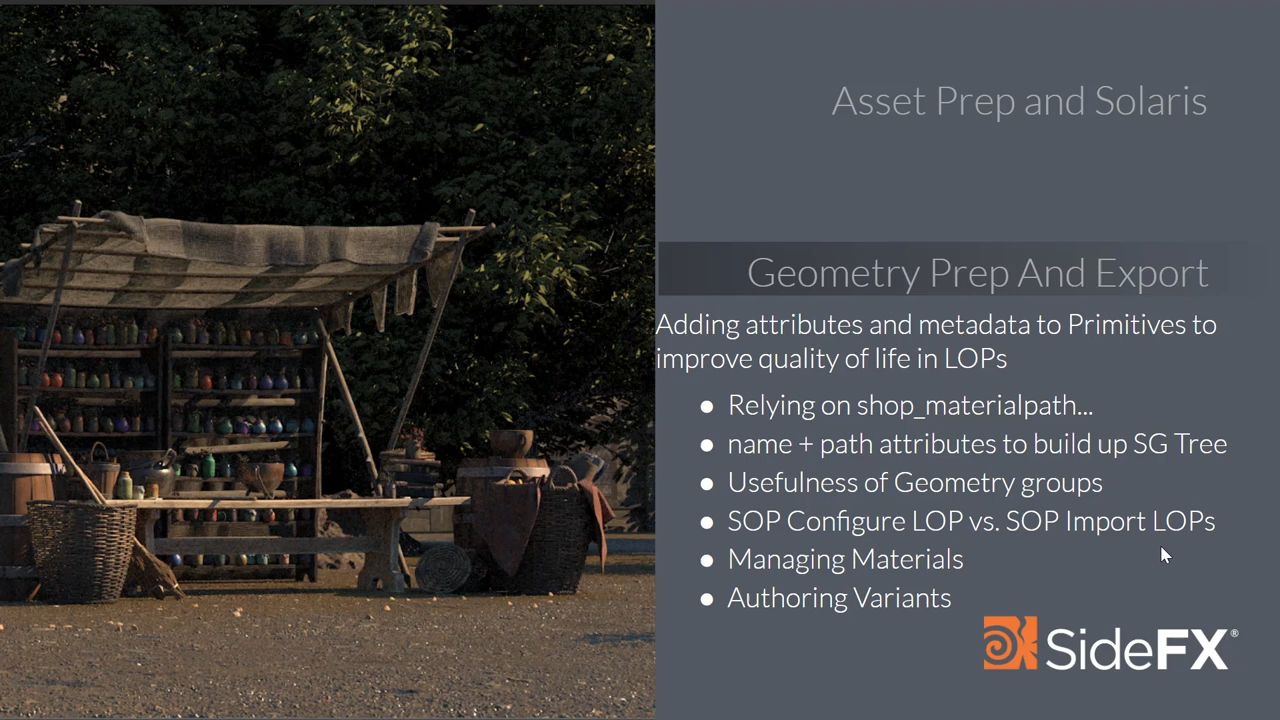 Asset Prep and Solaris
Geometry Prep And Export
Adding attributes and metadata to Primitives to
improve quality of life in LOPs
● Relying on shop_materialpath...
● name + path attributes to build up SG Tree
● Usefulness of Geometry groups
● SOP Configure LOP vs. SOP Import LOPs
● Managing Materials
● Authoring Variants
SideFX®